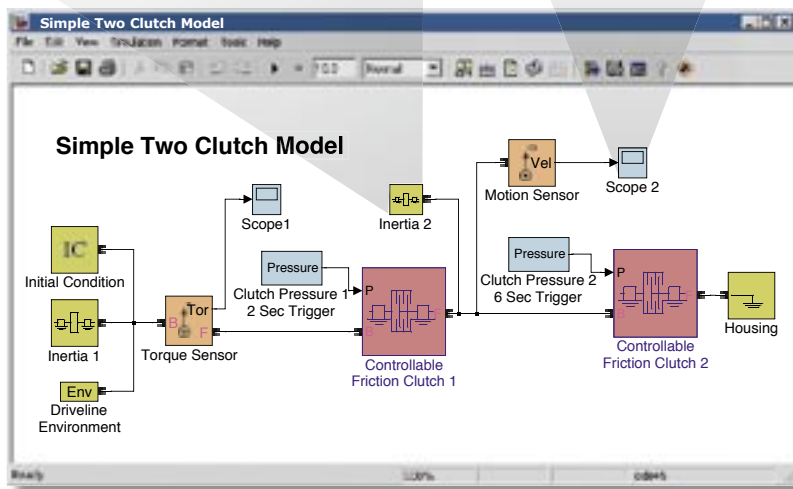 Simple Two Clutch Model
File Edit View Simulation Format Tools Help
10.0 Normal
Simple Two Clutch Model
Vel
Motion Sensor
Scope 2
Scope1
Inertia 2
IC
Initial Condition
Pressure
Clutch Pressure 1
2 Sec Trigger
Pressure
Clutch Pressure 2
6 Sec Trigger
P
B
F
Controllable
Friction Clutch 1
P
B
F
Controllable
Friction Clutch 2
Housing
Inertia 1
B
Tor
F
Torque Sensor
Env
Driveline
Environment
Ready
100%